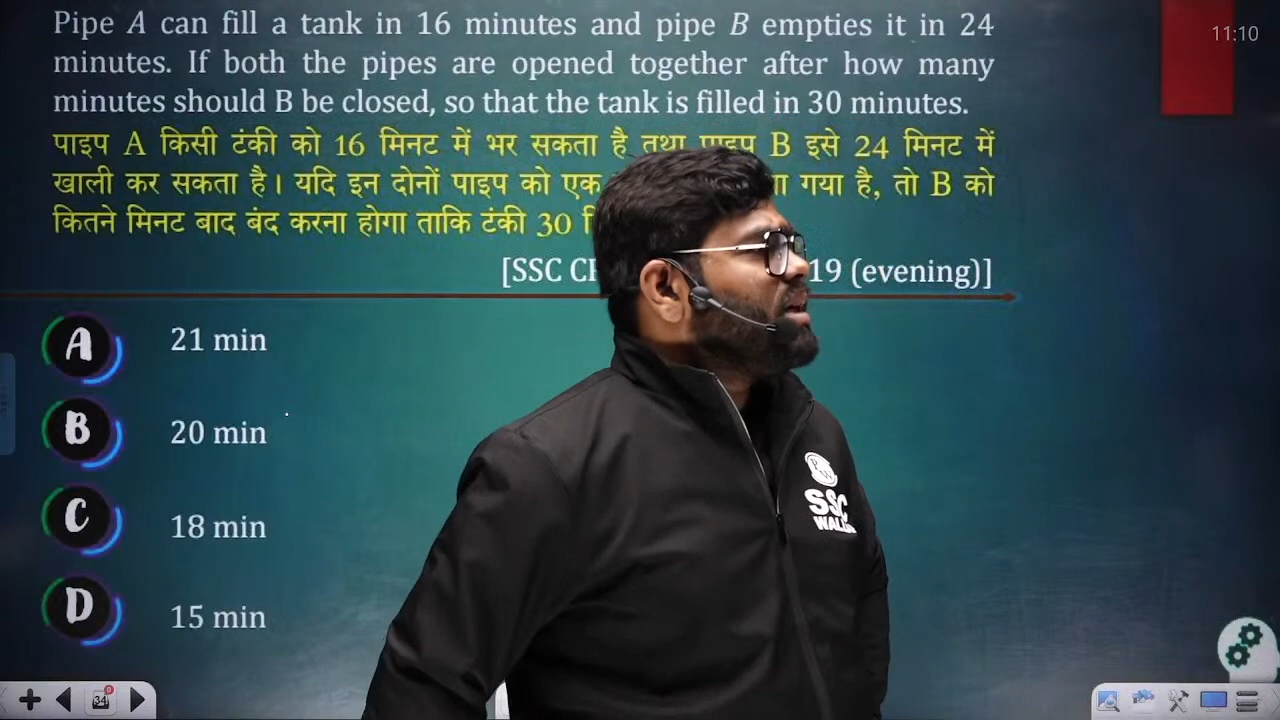 Pipe A can fill a tank in 16 minutes and pipe B empties it in 24
minutes. If both the pipes are opened together after how many
minutes should B be closed, so that the tank is filled in 30 minutes.
पाइप A किसी टंकी को 16 मिनट में भर सकता है तथा पाइप B इसे 24 मिनट में
खाली कर सकता है। यदि इन दोनों पाइप को एक गया है, तो B को
कितने मिनट बाद बंद करना होगा ताकि टंकी 30
[SSC 19 (evening)]
A 21 min
B 20 min
C 18 min
D 15 min
11:10
SSC
34